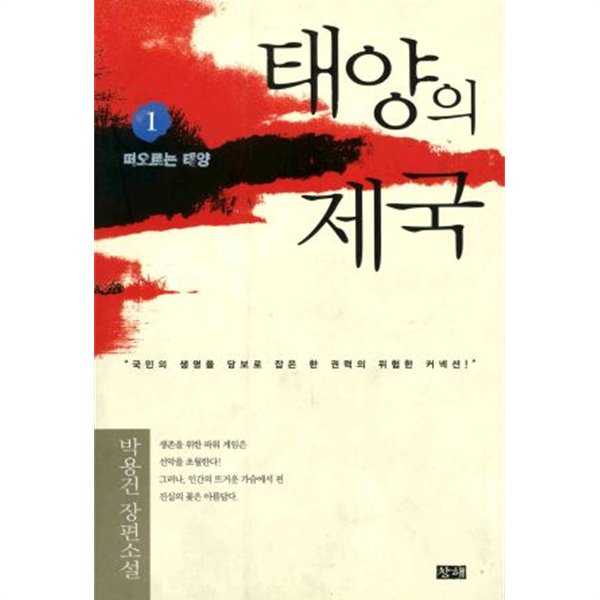 태양의
제국
1
떠오르는 태양
"국민의 생명을 담보로 잡은 한 권력의 위험한 커넥션!"
생존을 위한 파워 게임은
선악을 초월한다!
그러나, 인간의 뜨거운 가슴에서 핀
진실의 꽃은 아름답다.
박용건 장편소설
창해